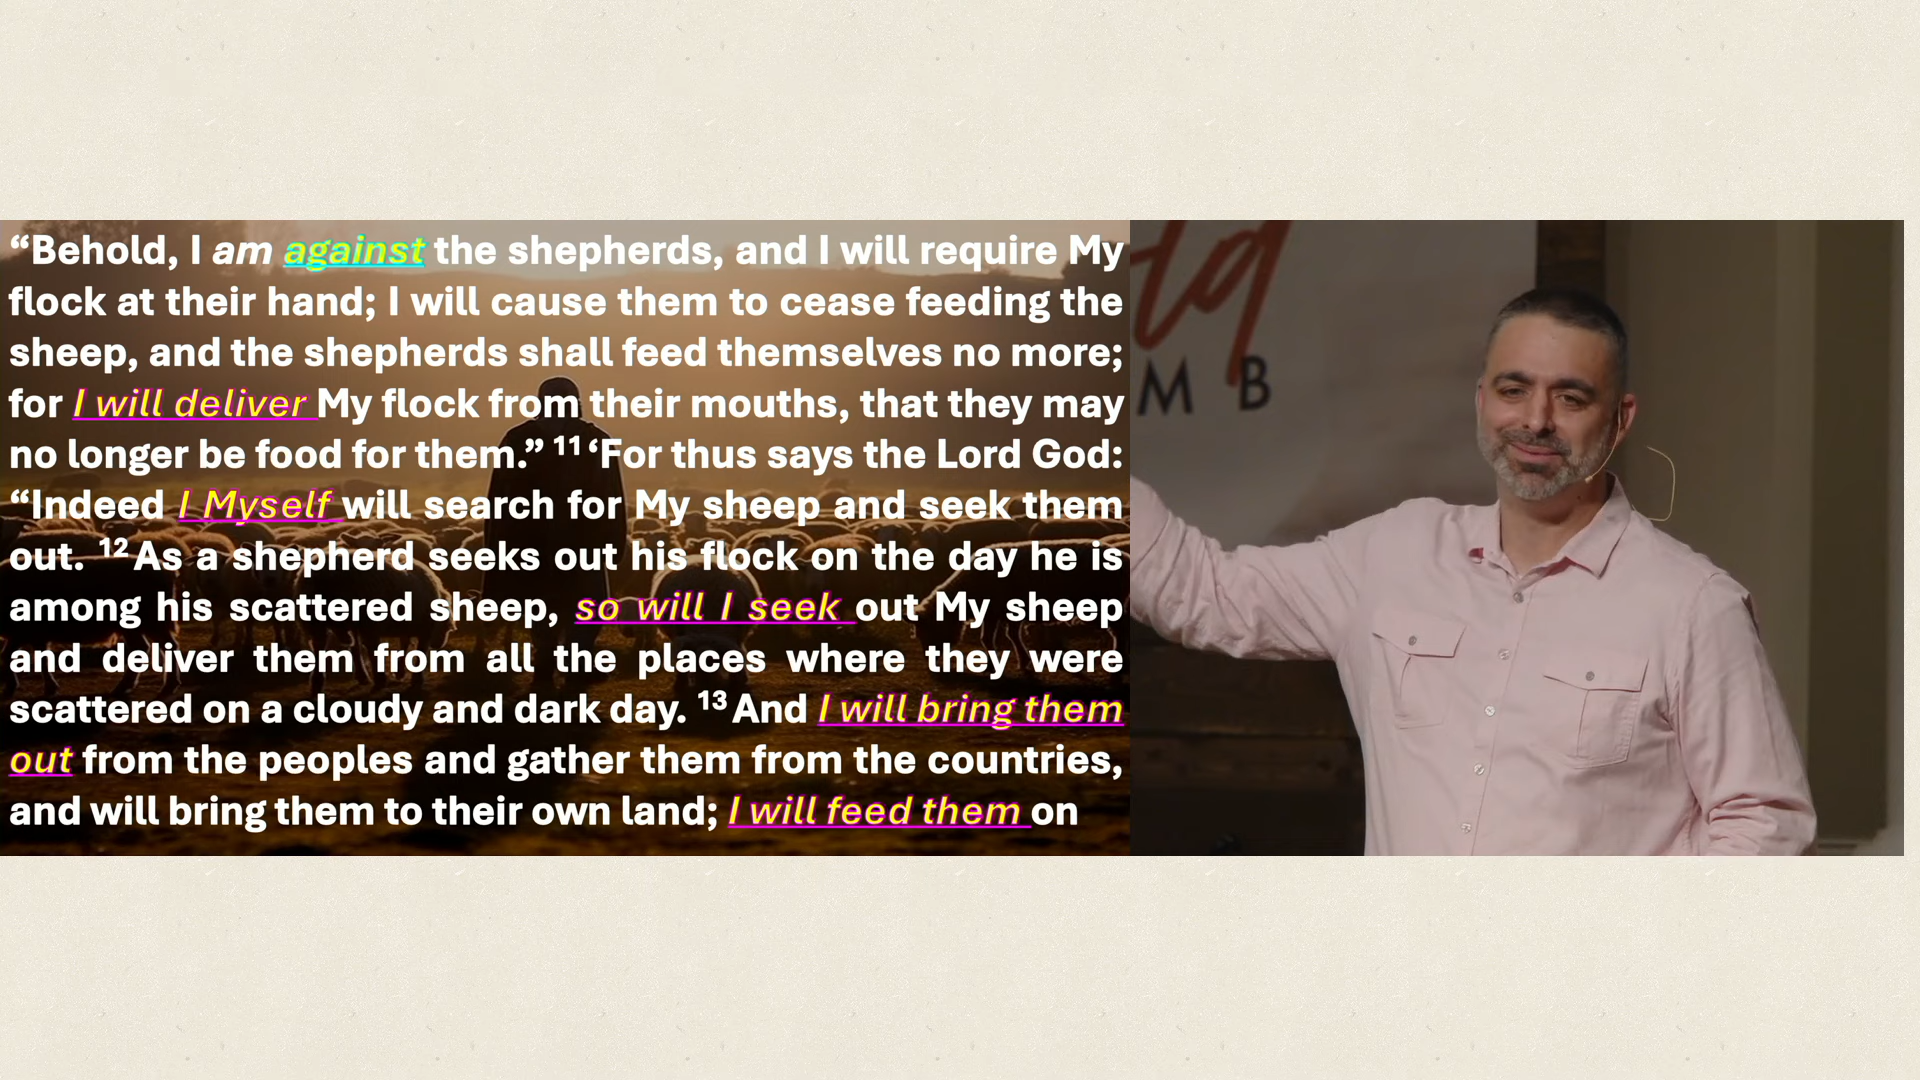 “Behold, I am against the shepherds, and I will require My
flock at their hand; I will cause them to cease feeding the
sheep, and the shepherds shall feed themselves no more;
for I will deliver My flock from their mouths, that they may
no longer be food for them.” 11 ‘For thus says the Lord God:
“Indeed I Myself will search for My sheep and seek them
out. 12 As a shepherd seeks out his flock on the day he is
among his scattered sheep, so will I seek out My sheep
and deliver them from all the places where they were
scattered on a cloudy and dark day. 13 And I will bring them
out from the peoples and gather them from the countries,
and will bring them to their own land; I will feed them on
M B